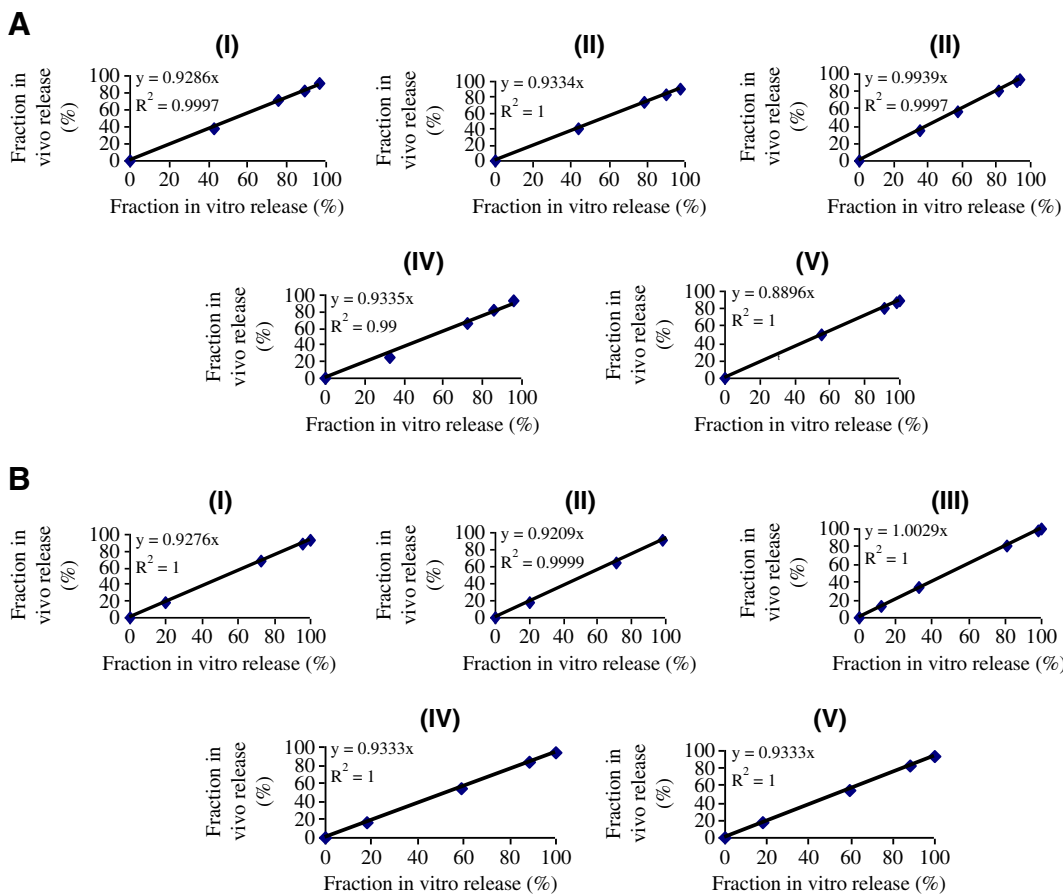 A
(I)
Fraction in
vivo release
(%)
100
80
60
40
20
0
y = 0.9286x
R² = 0.9997
0 20 40 60 80 100
Fraction in vitro release (%)
(II)
Fraction in
vivo release
(%)
100
80
60
40
20
0
y = 0.9334x
R² = 1
0 20 40 60 80 100
Fraction in vitro release (%)
(II)
Fraction in
vivo release
(%)
100
80
60
40
20
0
y = 0.9939x
R² = 0.9997
0 20 40 60 80 100
Fraction in vitro release (%)
(IV)
Fraction in
vivo release
(%)
100
80
60
40
20
0
y = 0.9335x
R² = 0.99
0 20 40 60 80 100
Fraction in vitro release (%)
(V)
Fraction in
vivo release
(%)
100
80
60
40
20
0
y = 0.8896x
R² = 1
0 20 40 60 80 100
Fraction in vitro release (%)
B
(I)
Fraction in
vivo release
(%)
100
80
60
40
20
0
y = 0.9276x
R² = 1
0 20 40 60 80 100
Fraction in vitro release (%)
(II)
Fraction in
vivo release
(%)
100
80
60
40
20
0
y = 0.9209x
R² = 0.9999
0 20 40 60 80 100
Fraction in vitro release (%)
(III)
Fraction in
vivo release
(%)
100
80
60
40
20
0
y = 1.0029x
R² = 1
0 20 40 60 80 100
Fraction in vitro release (%)
(IV)
Fraction in
vivo release
(%)
100
80
60
40
20
0
y = 0.9333x
R² = 1
0 20 40 60 80 100
Fraction in vitro release (%)
(V)
Fraction in
vivo release
(%)
100
80
60
40
20
0
y = 0.9333x
R² = 1
0 20 40 60 80 100
Fraction in vitro release (%)